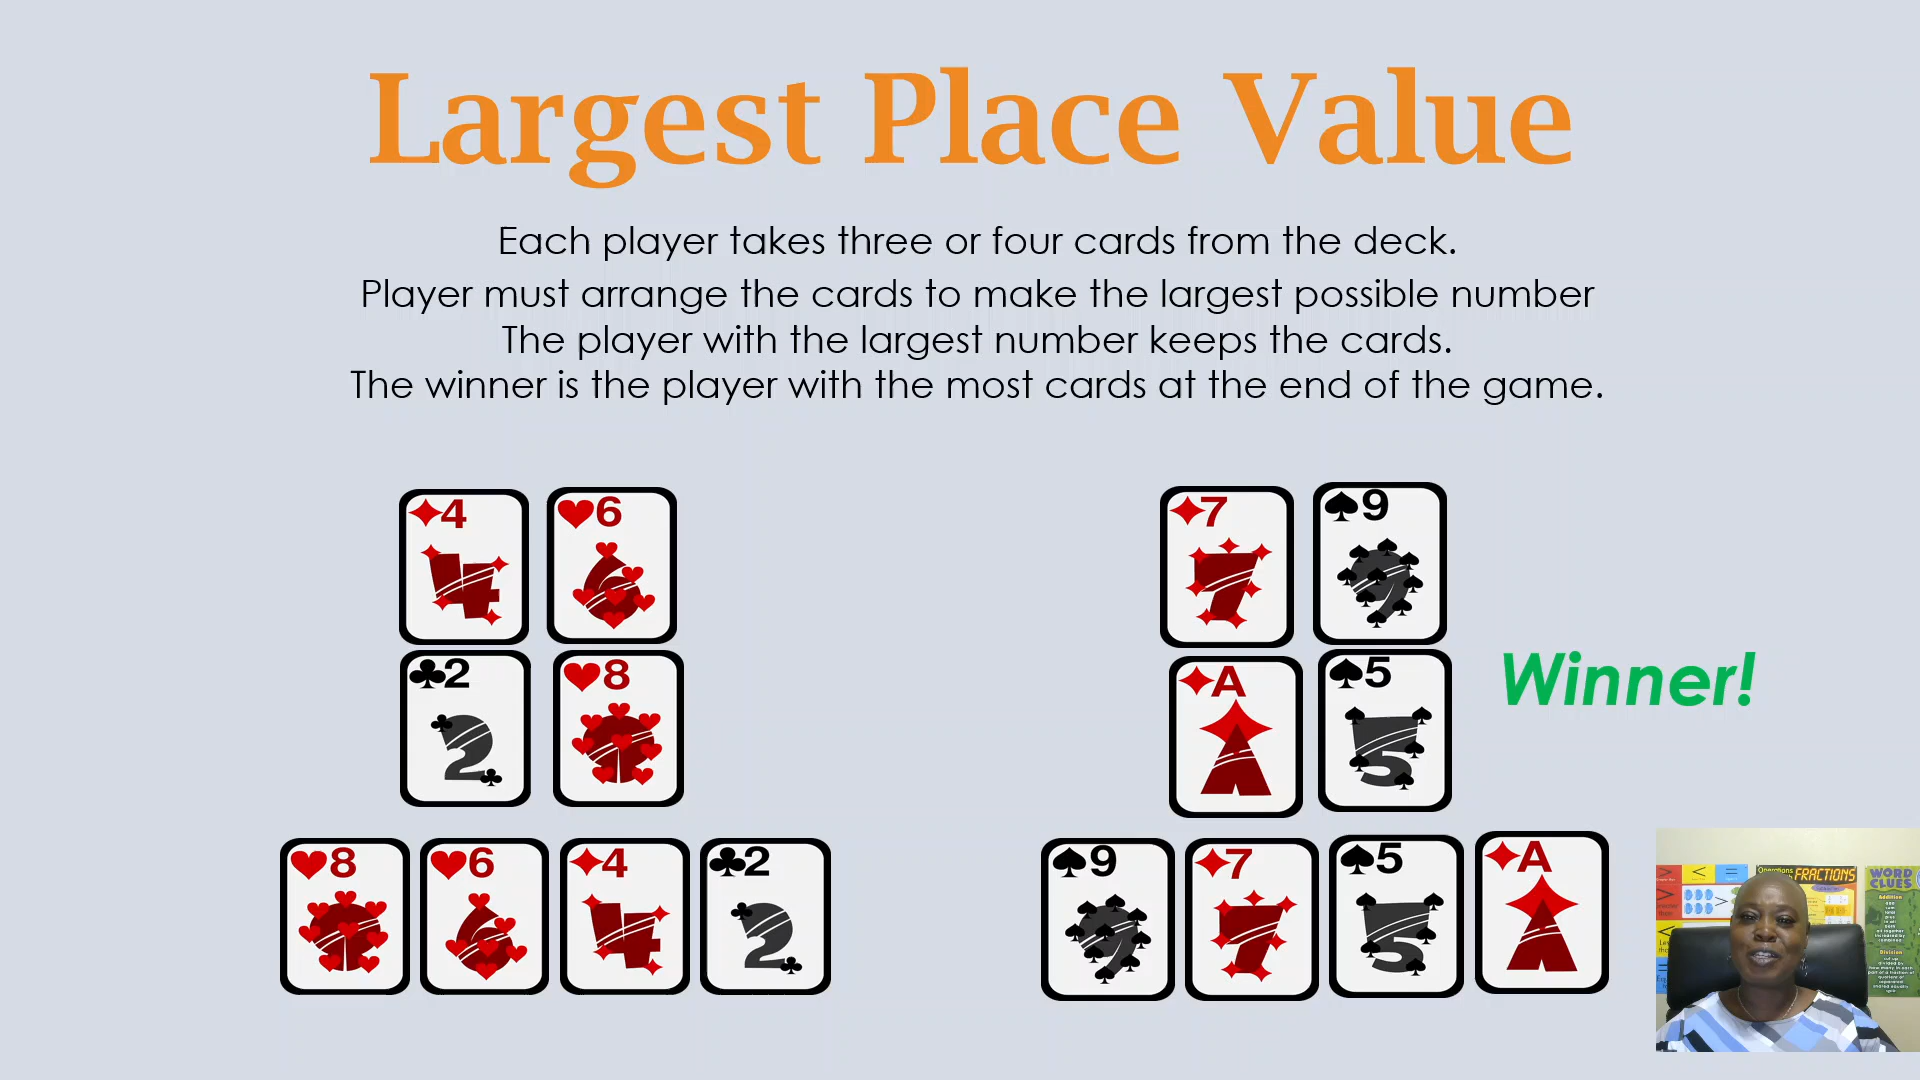 Largest Place Value
Each player takes three or four cards from the deck.
Player must arrange the cards to make the largest possible number
The player with the largest number keeps the cards.
The winner is the player with the most cards at the end of the game.
4 6
2 8
8 6 4 2
7 9
A 5
Winner!
9 7 5 A
FRACTIONS
WORD
CLUES
Addition
Division